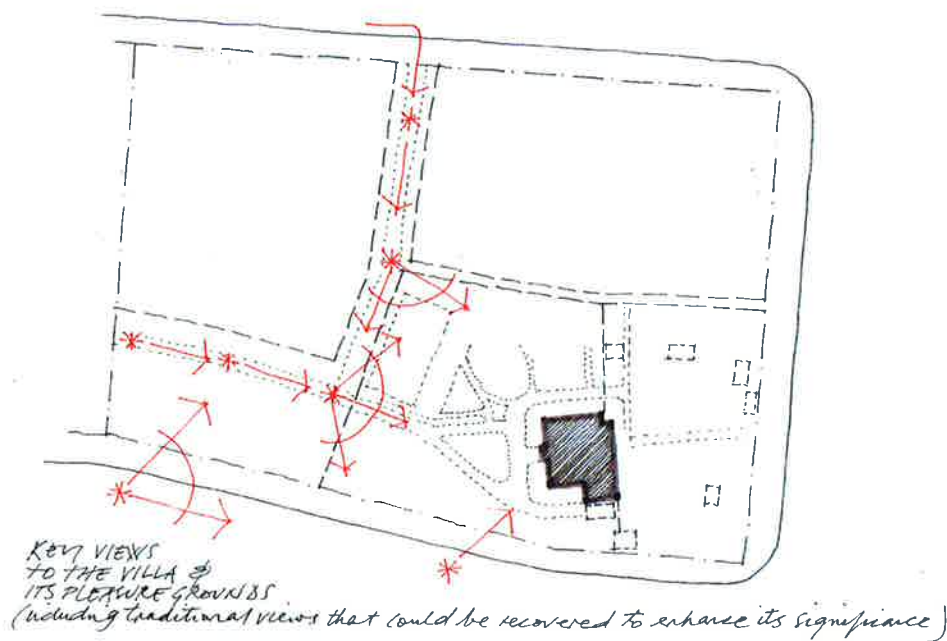 KEY VIEWS
TO THE VILLA &
ITS PLEASURE GROUNDS
(including traditional views that could be recovered to enhance its significance)